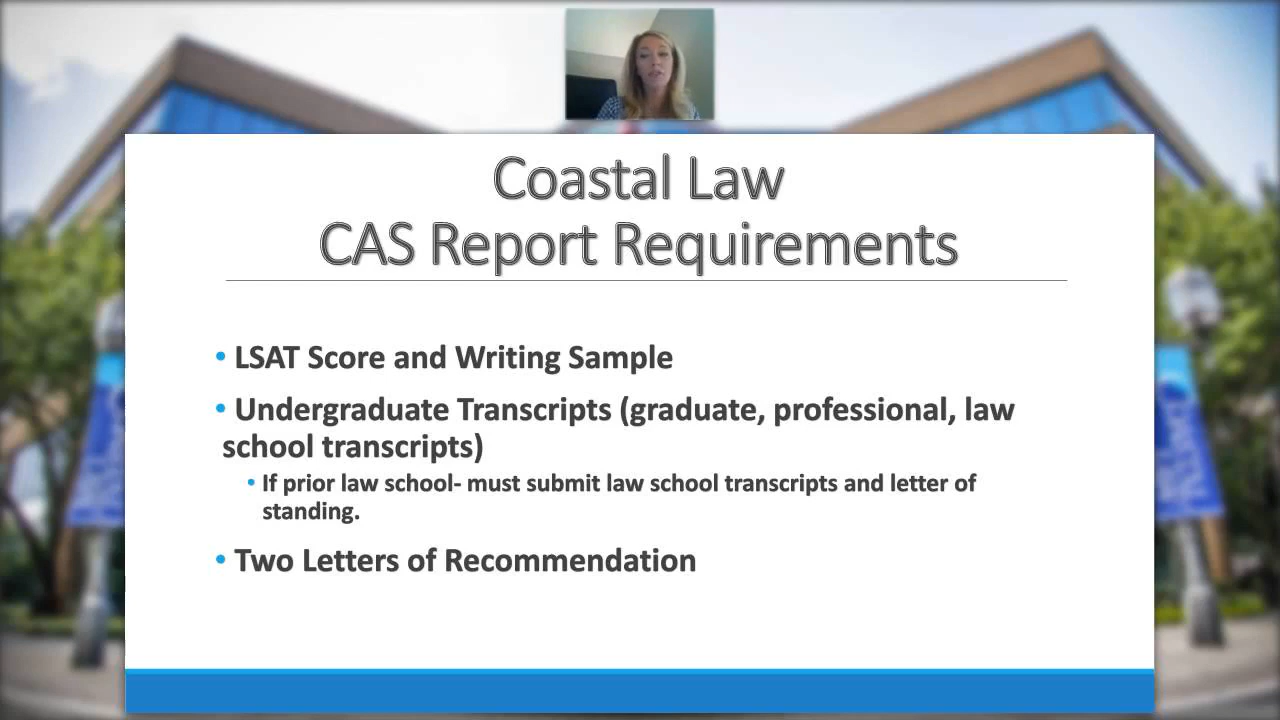 Coastal Law
CAS Report Requirements
• LSAT Score and Writing Sample
• Undergraduate Transcripts (graduate, professional, law
school transcripts)
• If prior law school- must submit law school transcripts and letter of
standing.
• Two Letters of Recommendation